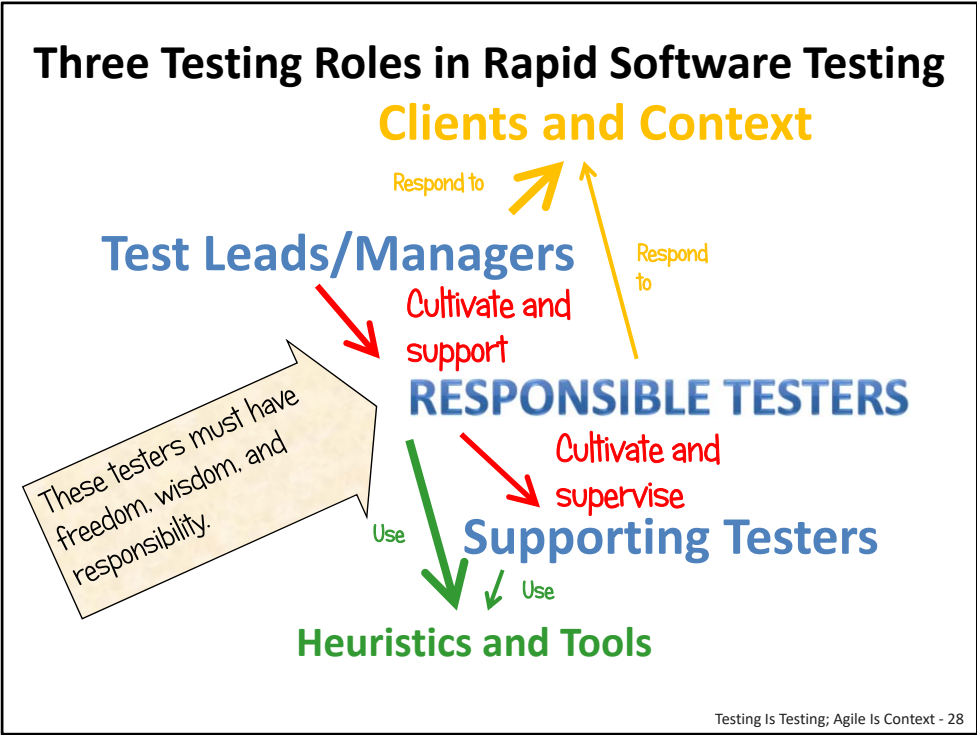 Three Testing Roles in Rapid Software Testing
Clients and Context
Respond to
Test Leads/Managers
Respond
to
Cultivate and
support
RESPONSIBLE TESTERS
These testers must have
freedom, wisdom, and
responsibility.
Cultivate and
supervise
Use
Supporting Testers
Use
Heuristics and Tools
Testing Is Testing; Agile Is Context - 28